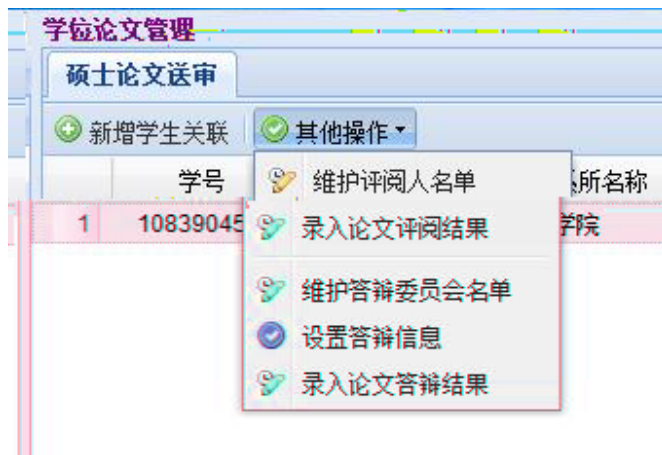 学位论文管理
硕士论文送审
新增学生关联 其他操作
学号 所名称
维护评阅人名单
1 10839045 学院
录入论文评阅结果
维护答辩委员会名单
设置答辩信息
录入论文答辩结果